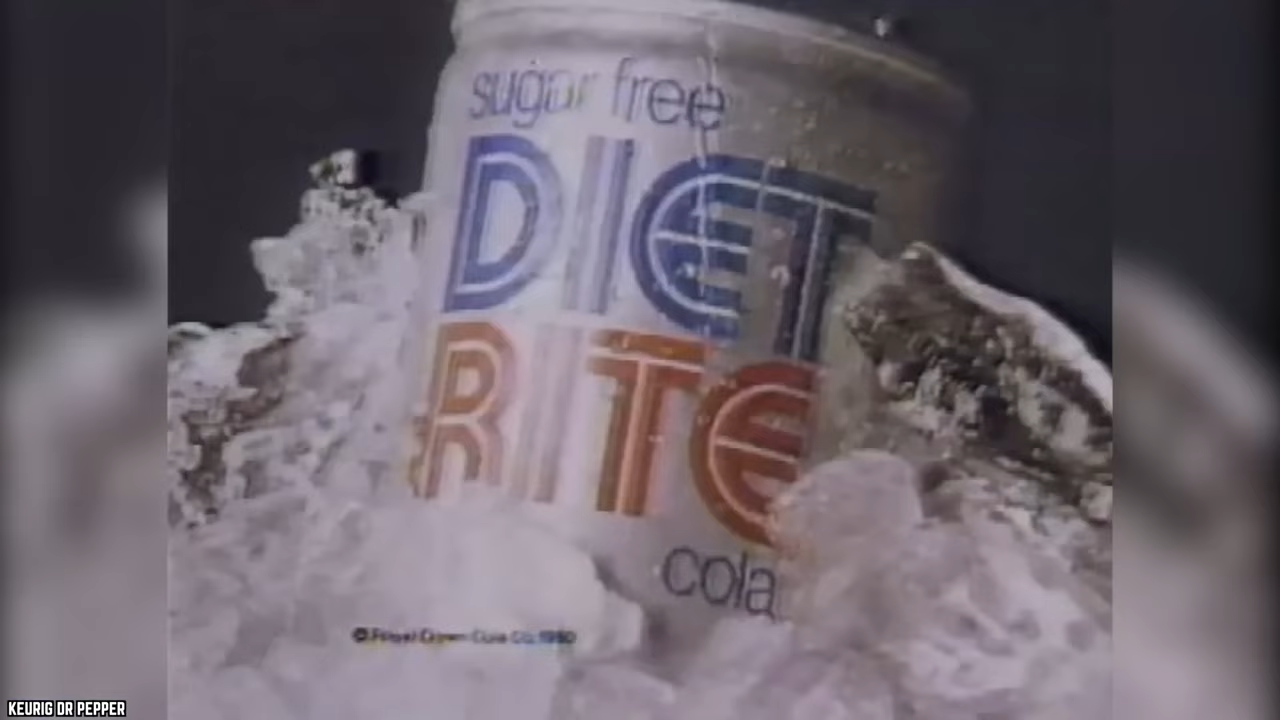 sugar free
DIET
RITE
cola
© Royal Crown Cola Co. 1980
KEURIG DR PEPPER